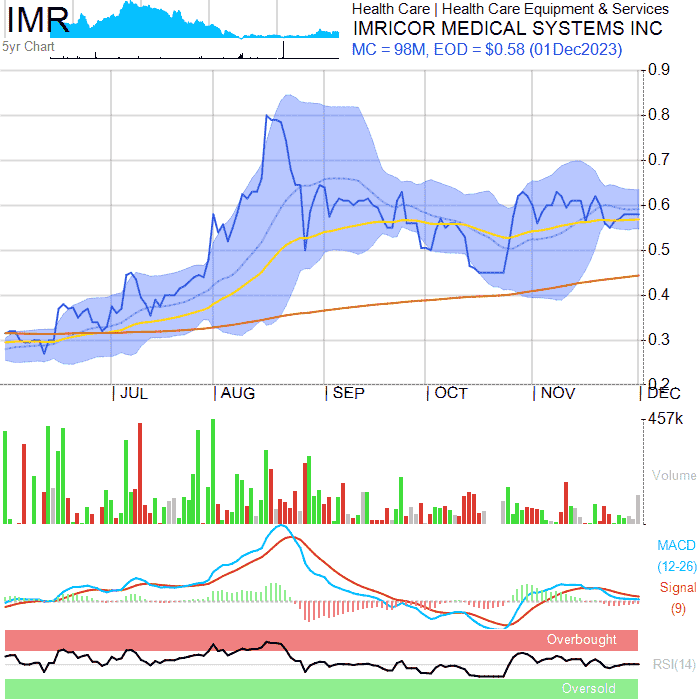 IMR
Health Care | Health Care Equipment & Services
IMRICOR MEDICAL SYSTEMS INC
5yr Chart
MC = 98M, EOD = $0.58 (01Dec2023)
0.9
0.8
0.7
0.6
0.5
0.4
0.3
0.2
JUL
AUG
SEP
OCT
NOV
DEC
457k
Volume
MACD
(12-26)
Signal
(9)
Overbought
RSI(14)
Oversold